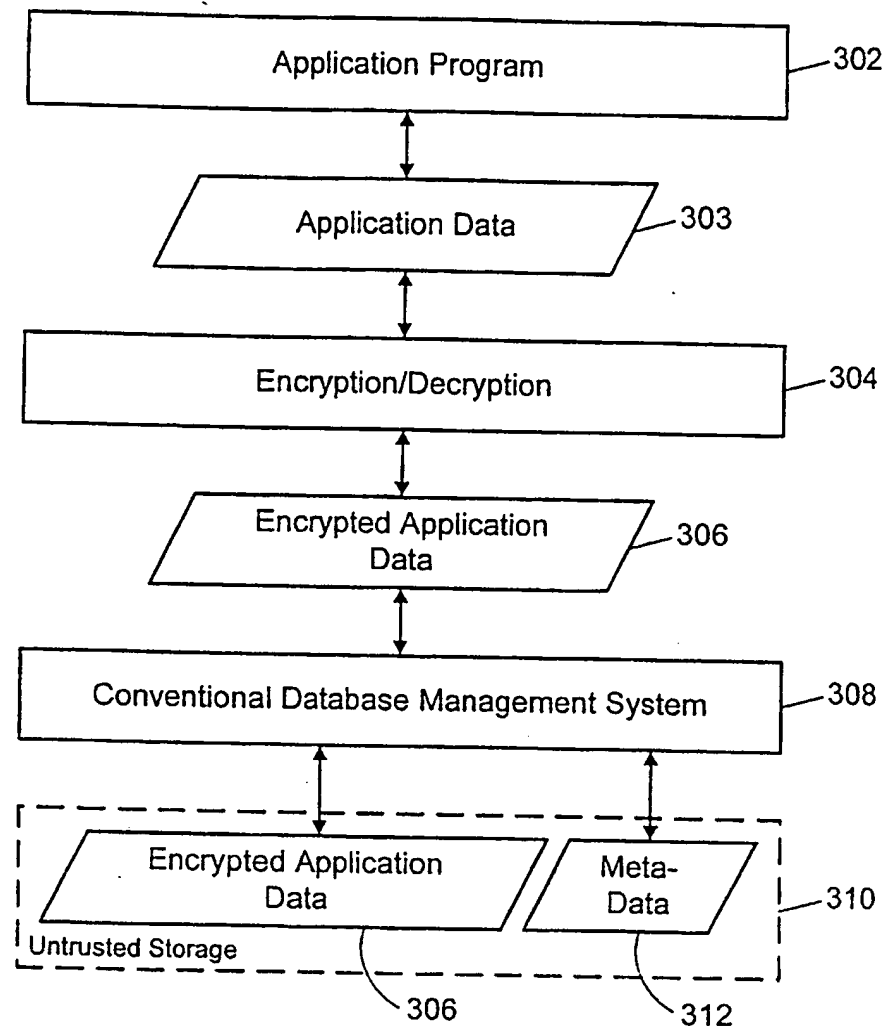 Application Program
302
Application Data
303
Encryption/Decryption
304
Encrypted Application
Data
306
Conventional Database Management System
308
Encrypted Application
Data
Meta-
Data
310
Untrusted Storage
306
312